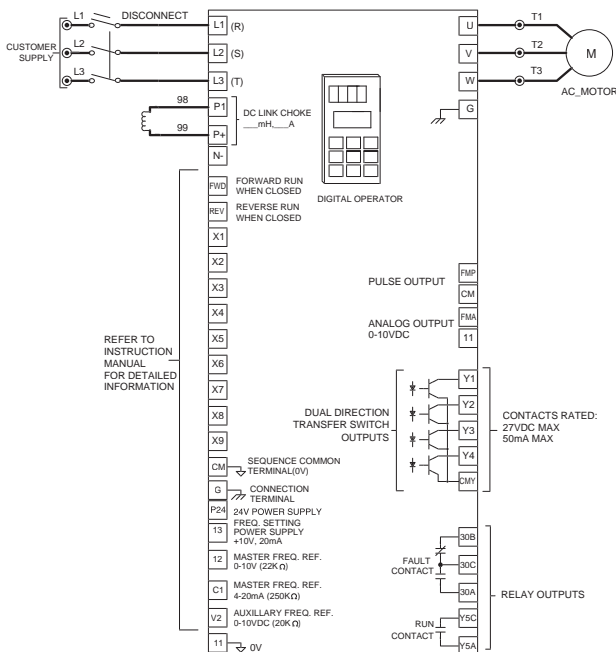 L1
DISCONNECT
CUSTOMER
SUPPLY
L2
L3
L1 (R)
L2 (S)
L3 (T)
98
P1
99
P+
DC LINK CHOKE
___mH,___A
N-
FWD
FORWARD RUN
WHEN CLOSED
REV
REVERSE RUN
WHEN CLOSED
X1
X2
X3
X4
X5
X6
X7
X8
X9
REFER TO
INSTRUCTION
MANUAL
FOR DETAILED
INFORMATION
CM
SEQUENCE COMMON
TERMINAL(0V)
G
CONNECTION
TERMINAL
P24
24V POWER SUPPLY
13
FREQ. SETTING
POWER SUPPLY
+10V, 20mA
12
MASTER FREQ. REF.
0-10V (22KΩ)
C1
MASTER FREQ. REF.
4-20mA (250KΩ)
V2
AUXILLARY FREQ. REF.
0-10VDC (20KΩ)
11
0V
DIGITAL OPERATOR
U
T1
V
T2
W
T3
M
AC_MOTOR
G
PULSE OUTPUT
FMP
CM
ANALOG OUTPUT
0-10VDC
FMA
11
DUAL DIRECTION
TRANSFER SWITCH
OUTPUTS
Y1
Y2
Y3
Y4
CMY
CONTACTS RATED:
27VDC MAX
50mA MAX
FAULT
CONTACT
30B
30C
30A
RUN
CONTACT
Y5C
Y5A
RELAY OUTPUTS